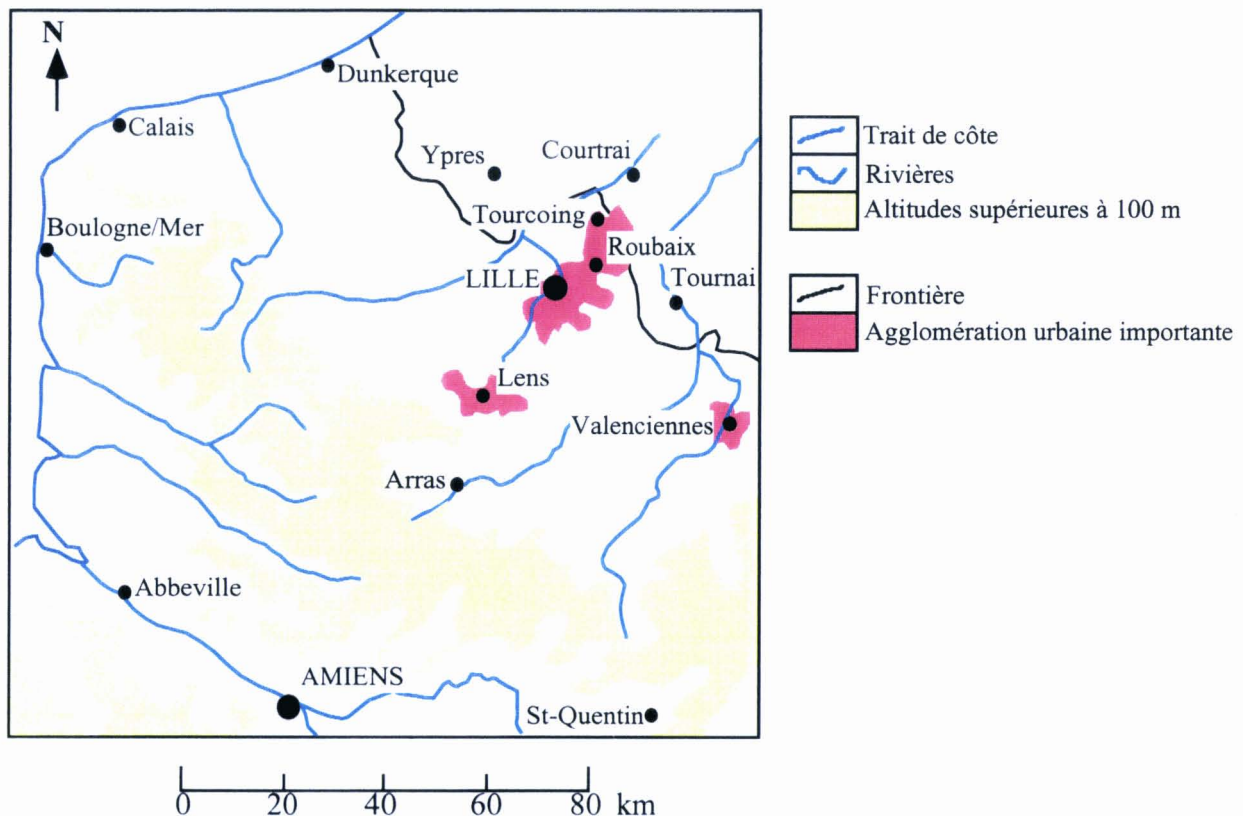 N
Dunkerque
Calais
Ypres
Courtrai
Tourcoing
Boulogne/Mer
Roubaix
LILLE
Tournai
Lens
Valenciennes
Arras
Abbeville
AMIENS
St-Quentin
Trait de côte
Rivières
Altitudes supérieures à 100 m
Frontière
Agglomération urbaine importante
0 20 40 60 80 km